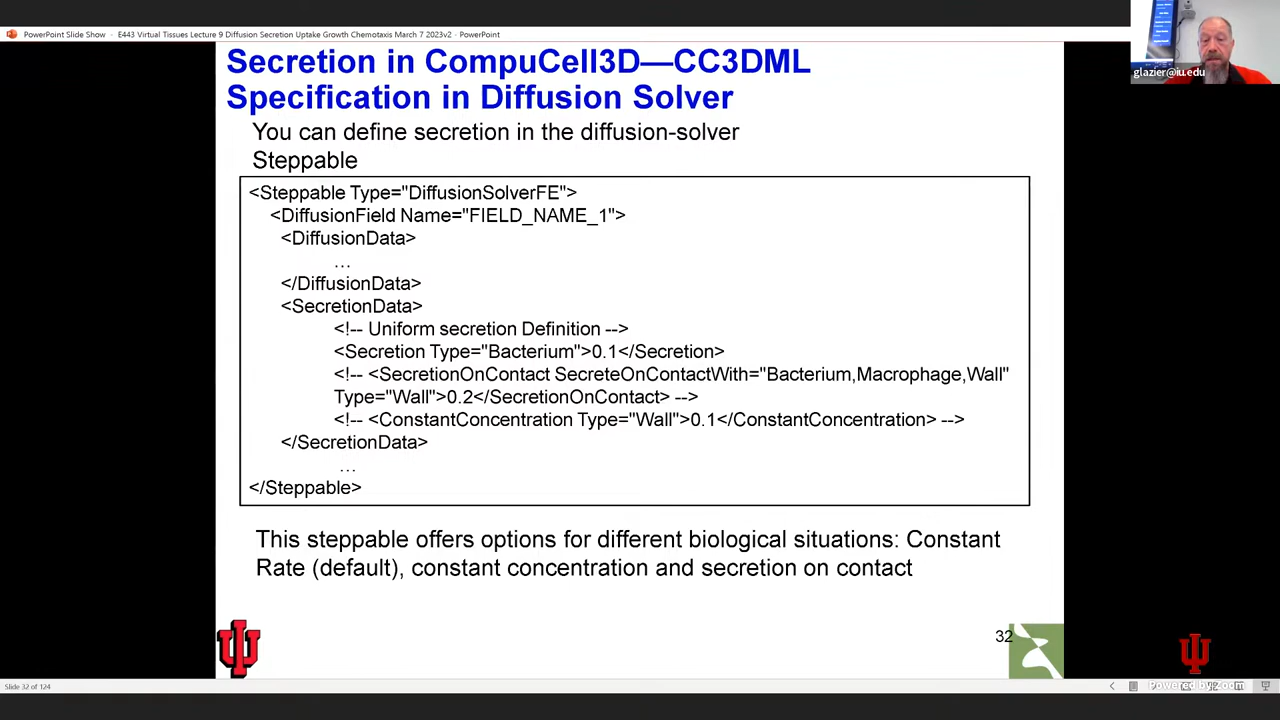 PowerPoint Slide Show - E443 Virtual Tissues Lecture 9 Diffusion Secretion Uptake Growth Chemotaxis March 7 2023v2 - PowerPoint
glazier@iu.edu
Secretion in CompuCell3D—CC3DML
Specification in Diffusion Solver
You can define secretion in the diffusion-solver
Steppable
<Steppable Type="DiffusionSolverFE">
<DiffusionField Name="FIELD_NAME_1">
<DiffusionData>
…
</DiffusionData>
<SecretionData>
<!-- Uniform secretion Definition -->
<Secretion Type="Bacterium">0.1</Secretion>
<!-- <SecretionOnContact SecreteOnContactWith="Bacterium,Macrophage,Wall"
Type="Wall">0.2</SecretionOnContact> -->
<!-- <ConstantConcentration Type="Wall">0.1</ConstantConcentration> -->
</SecretionData>
…
</Steppable>
This steppable offers options for different biological situations: Constant
Rate (default), constant concentration and secretion on contact
32
Slide 32 of 124
Powered by Zoom